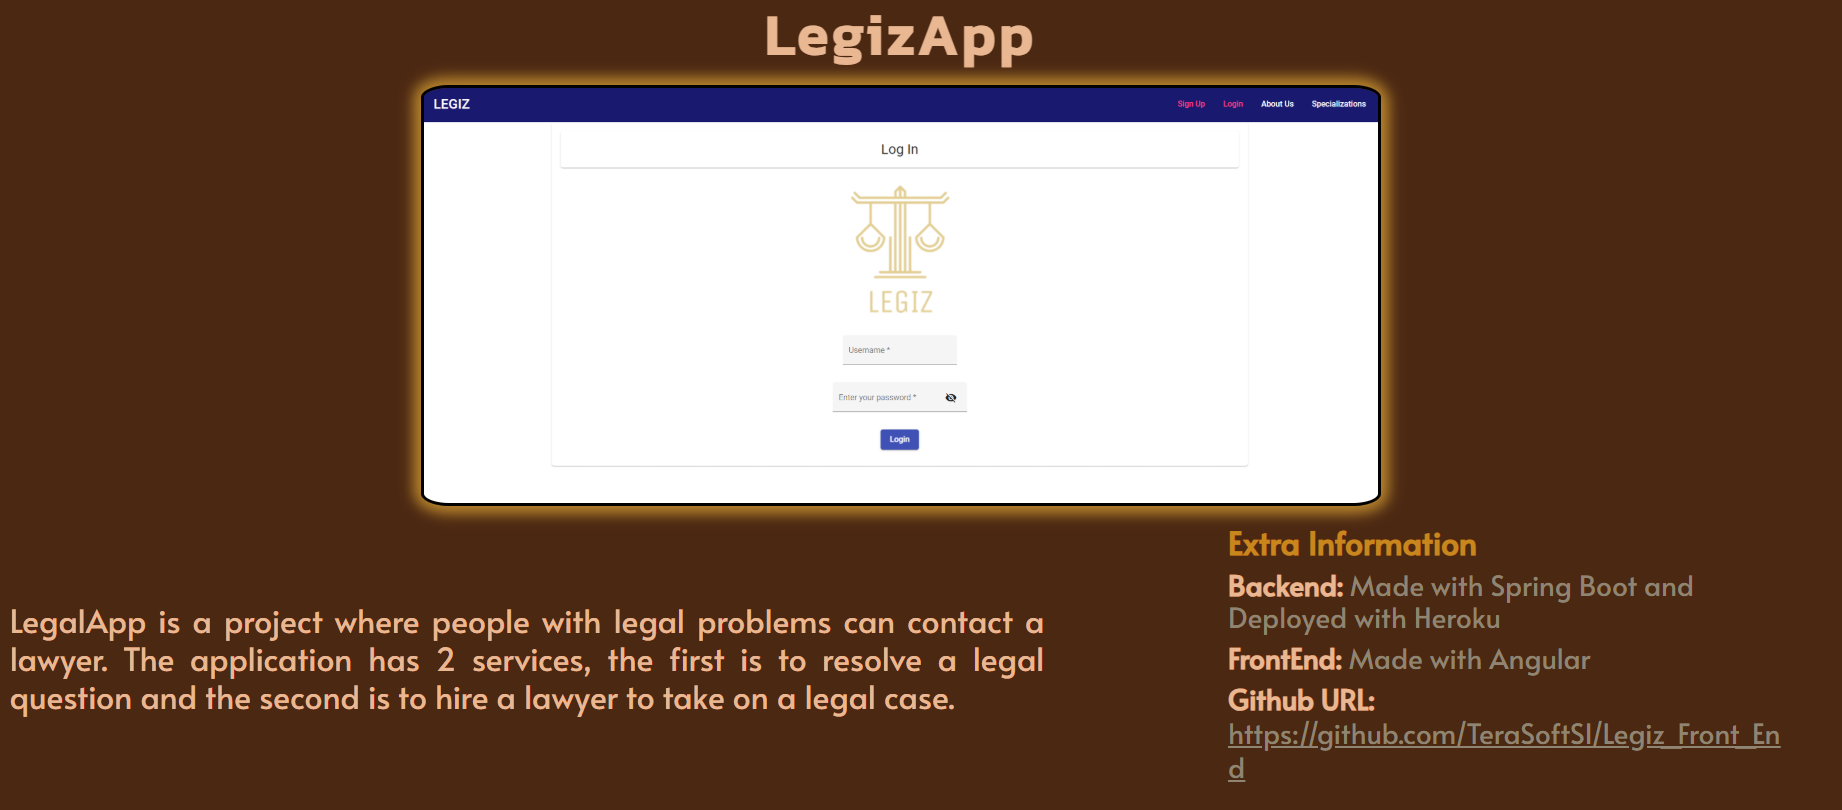 LegizApp
LEGIZ
Sign Up Login About Us Specializations
Log In
LEGIZ
Username *
Enter your password *
Login
LegalApp is a project where people with legal problems can contact a
lawyer. The application has 2 services, the first is to resolve a legal
question and the second is to hire a lawyer to take on a legal case.
Extra Information
Backend: Made with Spring Boot and
Deployed with Heroku
FrontEnd: Made with Angular
Github URL:
https://github.com/TeraSoftSI/Legiz_Front_En
d